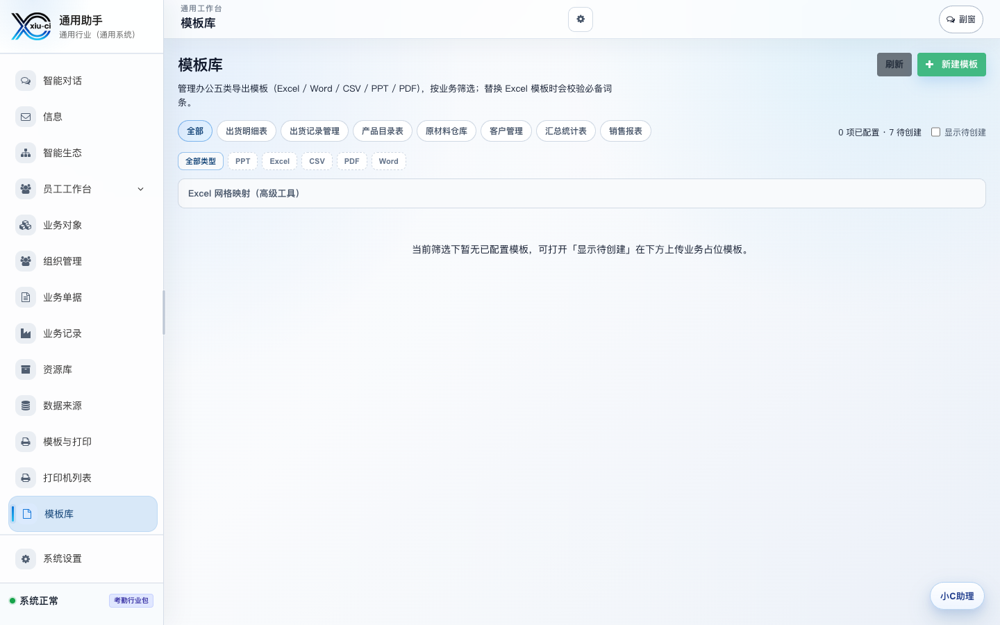 xiu-ci
通用助手
通用行业（通用系统）
智能对话
信息
智能生态
员工工作台
业务对象
组织管理
业务单据
业务记录
资源库
数据来源
模板与打印
打印机列表
模板库
系统设置
系统正常
考勤行业包
通用工作台
模板库
副窗
模板库
刷新
新建模板
管理办公五类导出模板（Excel / Word / CSV / PPT / PDF），按业务筛选；替换 Excel 模板时会校验必备词
条。
全部
出货明细表
出货记录管理
产品目录表
原材料仓库
客户管理
汇总统计表
销售报表
0 项已配置 · 7 待创建
显示待创建
全部类型
PPT
Excel
CSV
PDF
Word
Excel 网格映射（高级工具）
当前筛选下暂无已配置模板，可打开「显示待创建」在下方上传业务占位模板。
小C助理